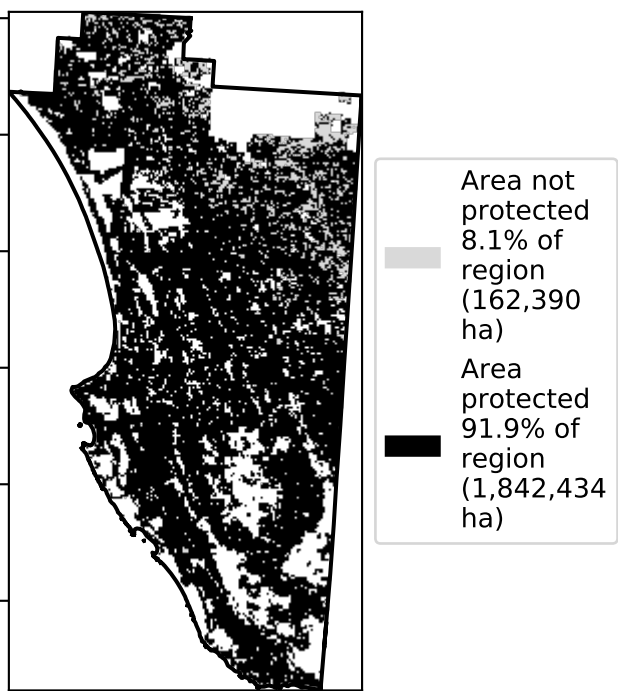 Area not
protected
8.1% of
region
(162,390
ha)
Area
protected
91.9% of
region
(1,842,434
ha)